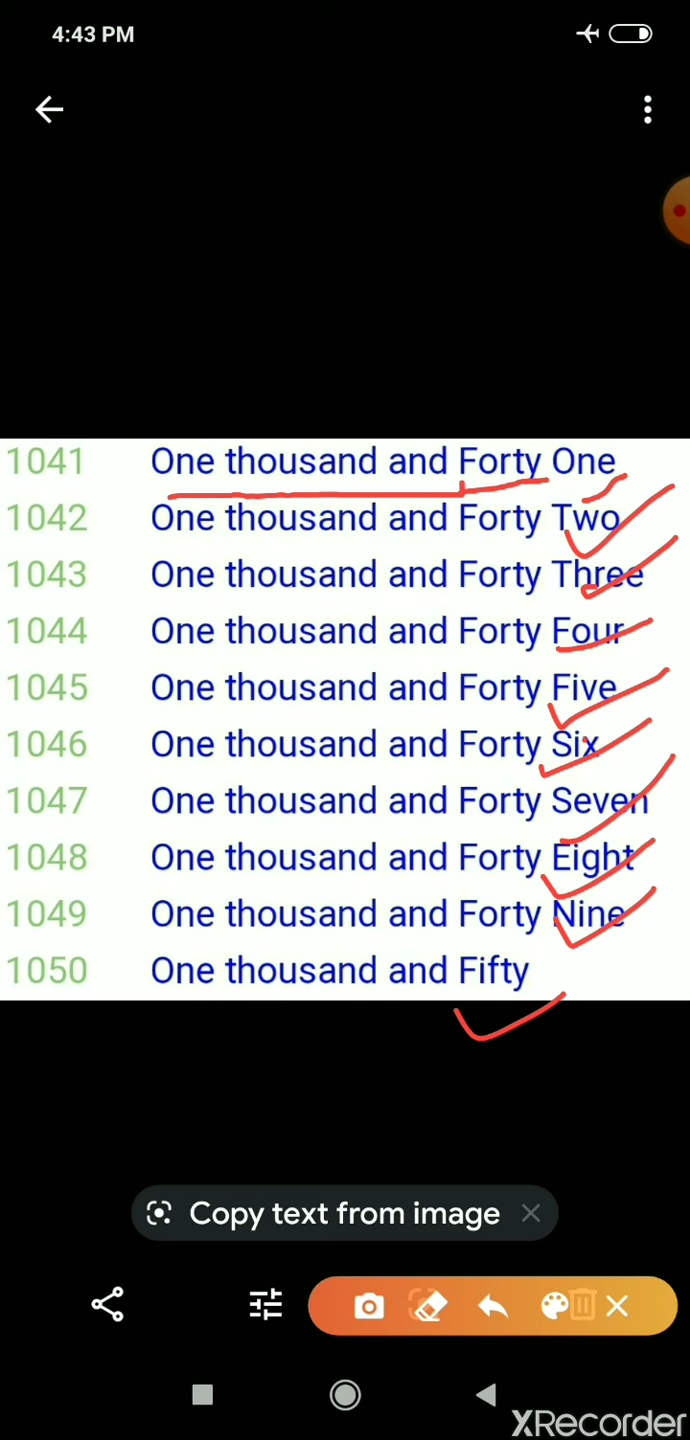 4:43 PM
1041 One thousand and Forty One
1042 One thousand and Forty Two
1043 One thousand and Forty Three
1044 One thousand and Forty Four
1045 One thousand and Forty Five
1046 One thousand and Forty Six
1047 One thousand and Forty Seven
1048 One thousand and Forty Eight
1049 One thousand and Forty Nine
1050 One thousand and Fifty
Copy text from image
XRecorder